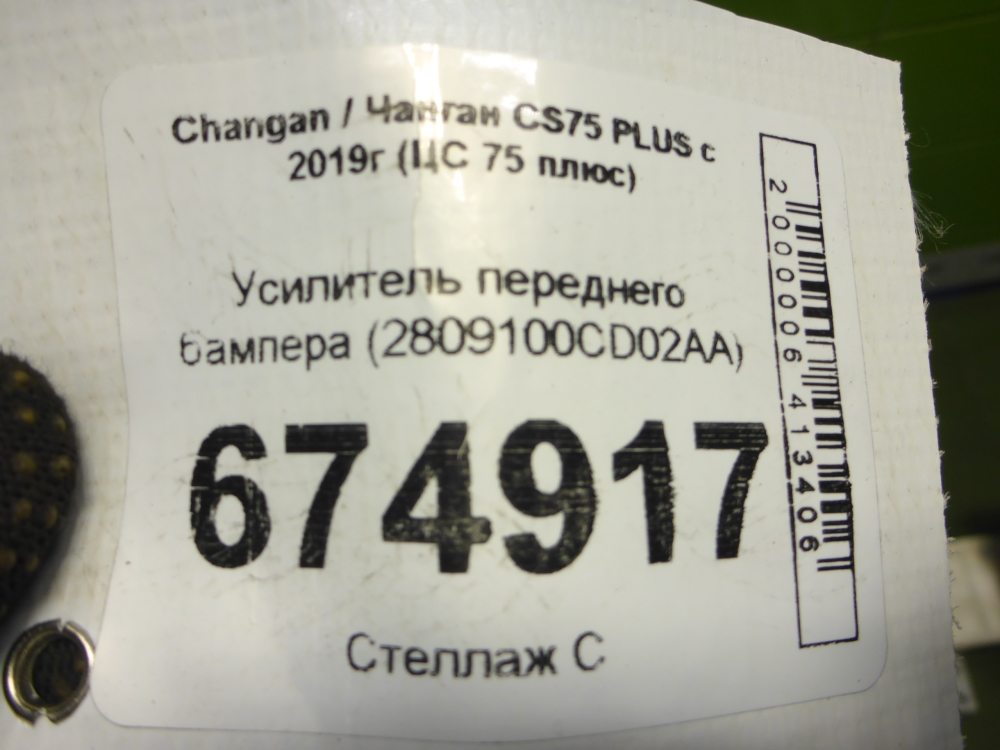 Changan / Чанган CS75 PLUS с
2019г (ЦС 75 плюс)
Усилитель переднего
бампера (2809100CD02AA)
674917
Стеллаж С
2000006413406